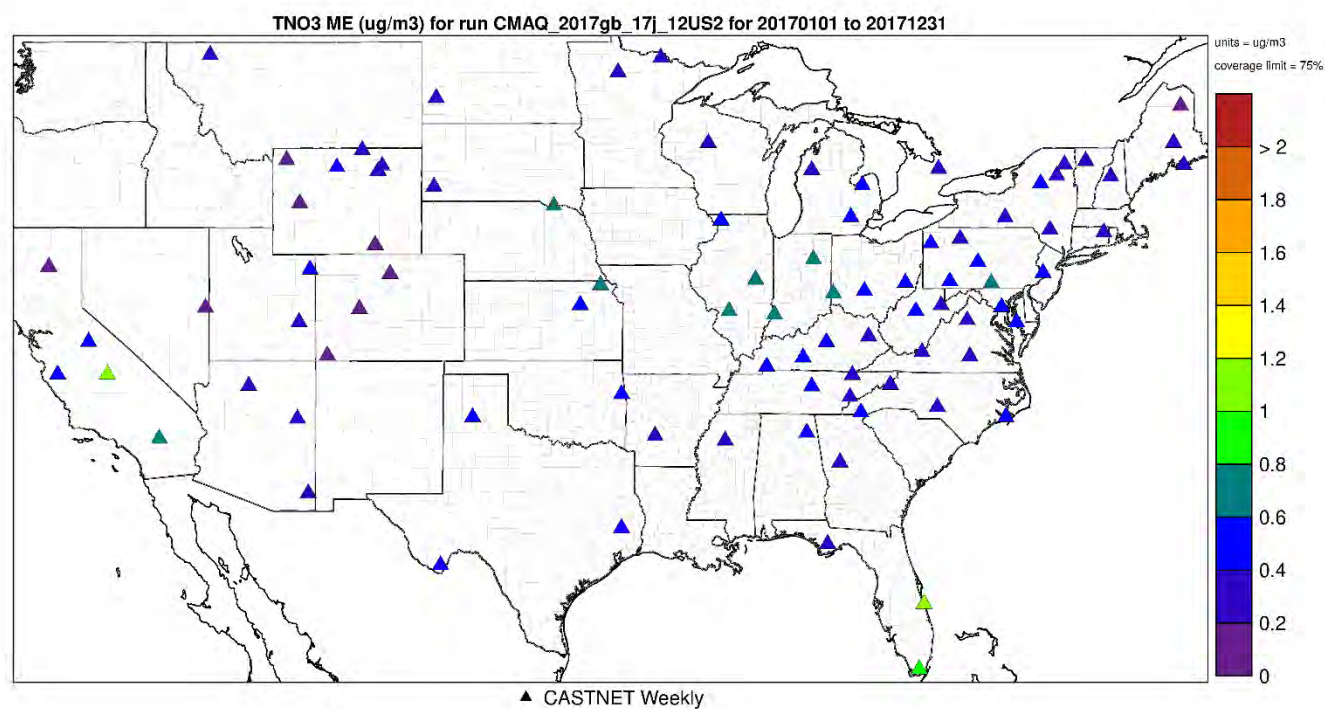 TNO3 ME (ug/m3) for run CMAQ_2017gb_17j_12US2 for 20170101 to 20171231
units = ug/m3
coverage limit = 75%
> 2
1.8
1.6
1.4
1.2
1
0.8
0.6
0.4
0.2
0
CASTNET Weekly